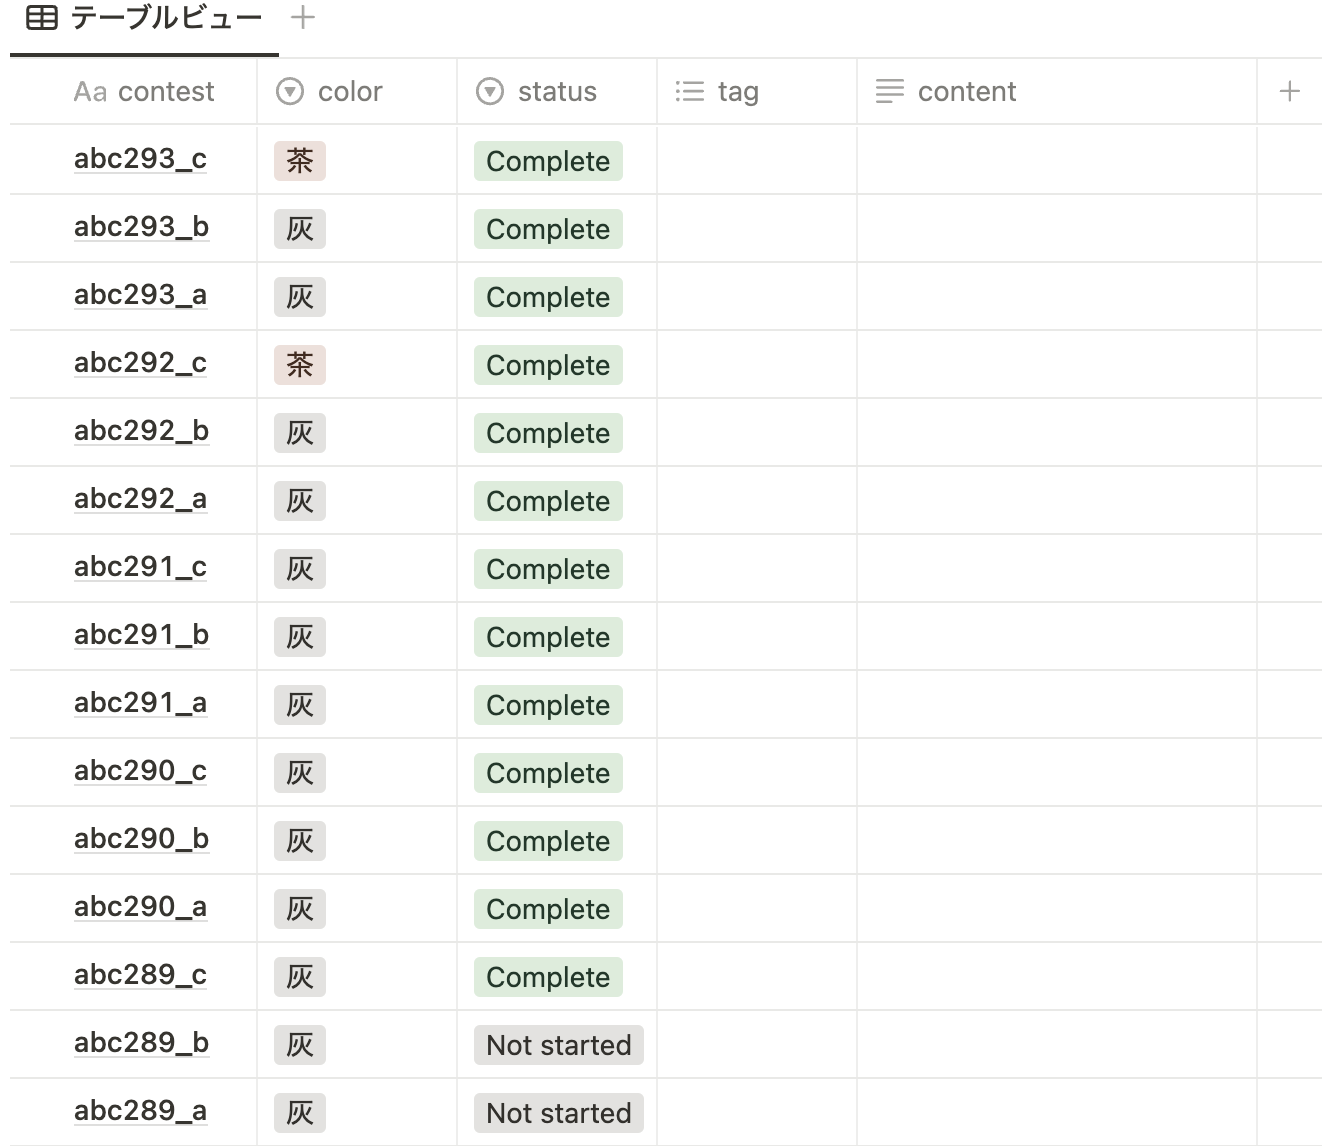 テーブルビュー
Aa contest color status tag content
abc293_c 茶 Complete
abc293_b 灰 Complete
abc293_a 灰 Complete
abc292_c 茶 Complete
abc292_b 灰 Complete
abc292_a 灰 Complete
abc291_c 灰 Complete
abc291_b 灰 Complete
abc291_a 灰 Complete
abc290_c 灰 Complete
abc290_b 灰 Complete
abc290_a 灰 Complete
abc289_c 灰 Complete
abc289_b 灰 Not started
abc289_a 灰 Not started